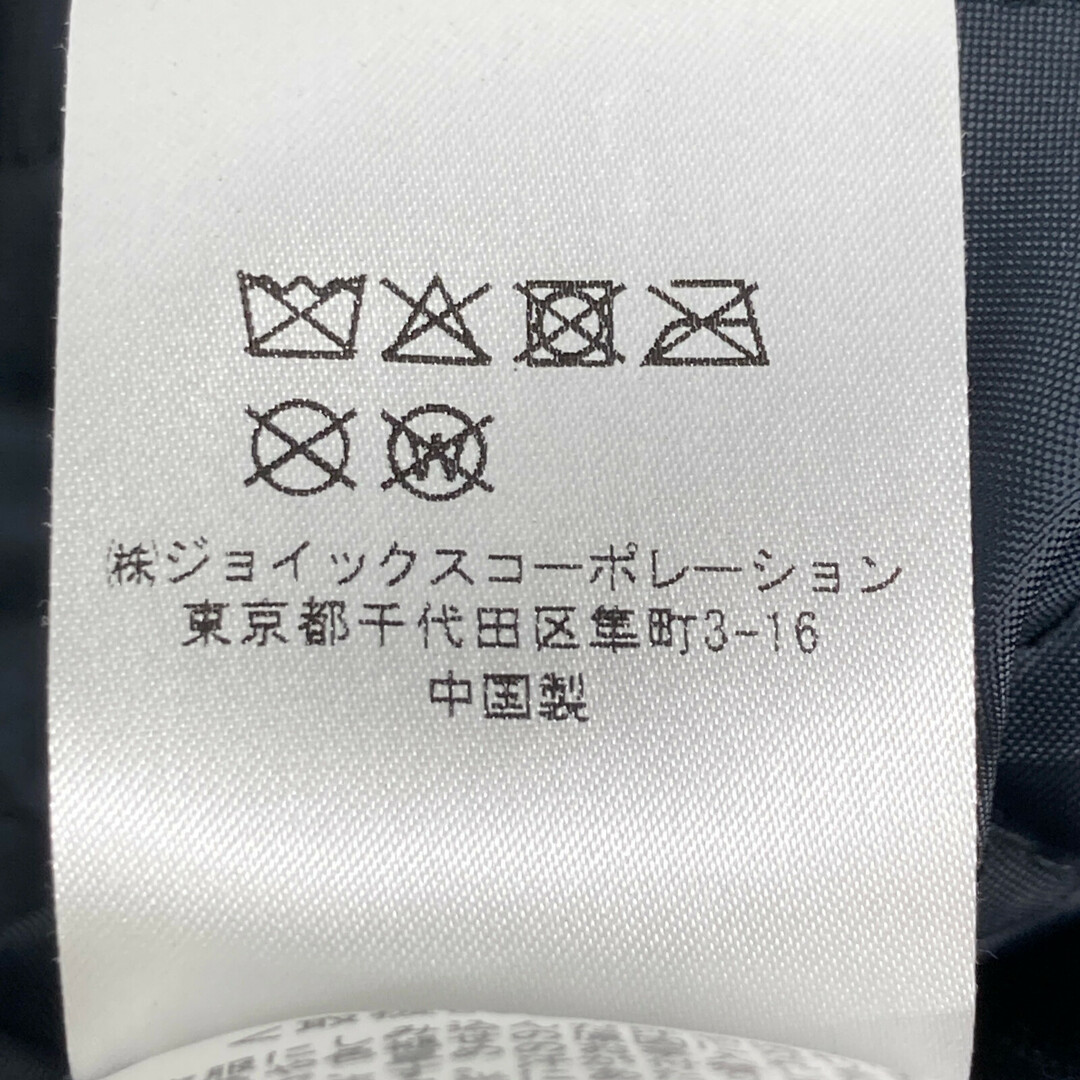 ㈱ジョイックスコーポレーション
東京都千代田区隼町3-16
中国製